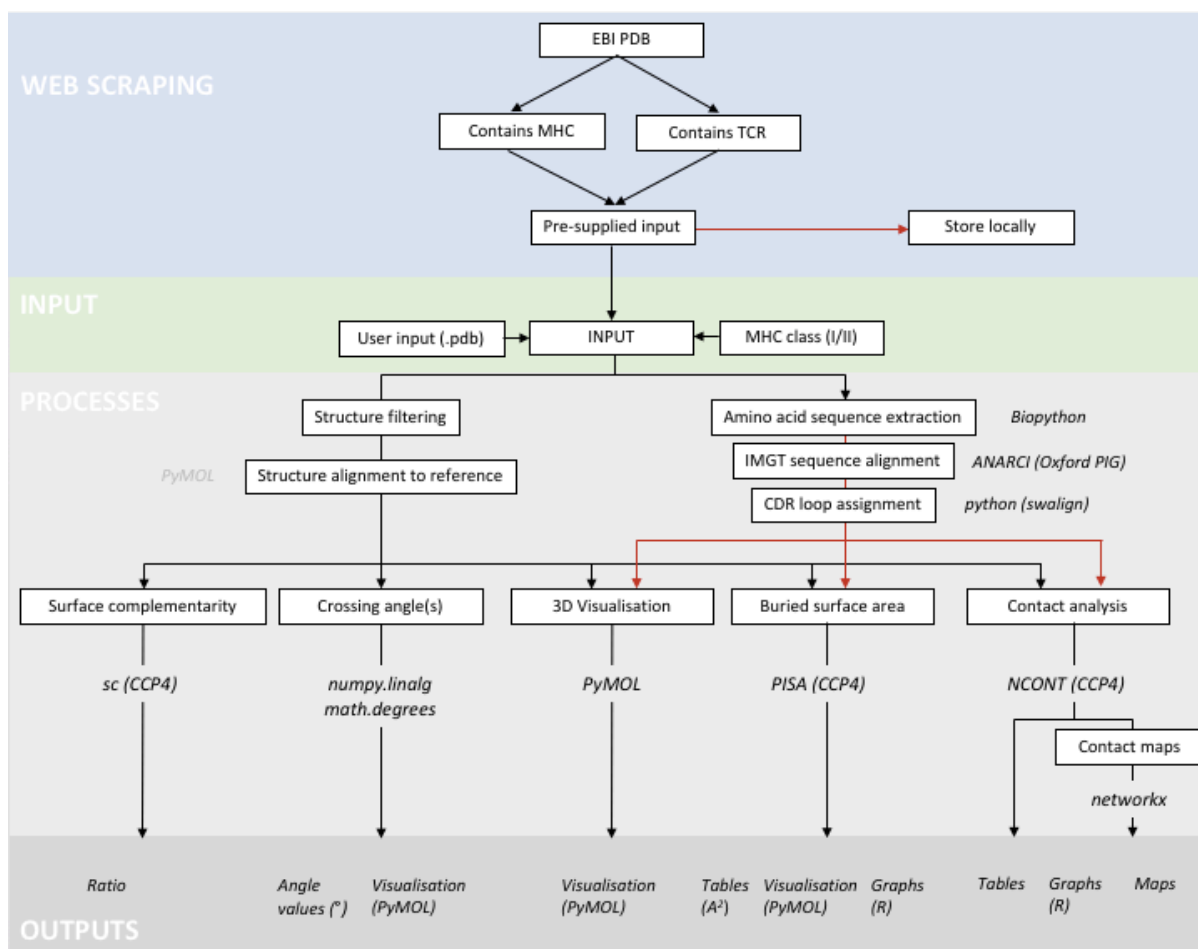 EBI PDB
WEB SCRAPING
Contains MHC
Contains TCR
Pre-supplied input
Store locally
INPUT
User input (.pdb)
INPUT
MHC class (I/II)
PROCESSES
Structure filtering
Amino acid sequence extraction
Biopython
PyMOL
Structure alignment to reference
IMGT sequence alignment
ANARCI (Oxford PIG)
CDR loop assignment
python (swalign)
Surface complementarity
Crossing angle(s)
3D Visualisation
Buried surface area
Contact analysis
sc (CCP4)
numpy.linalg
math.degrees
PyMOL
PISA (CCP4)
NCONT (CCP4)
Contact maps
networkx
Ratio
Angle
values (°)
Visualisation
(PyMOL)
Visualisation
(PyMOL)
Tables
(A²)
Visualisation
(PyMOL)
Graphs
(R)
Tables
Graphs
(R)
Maps
OUTPUTS